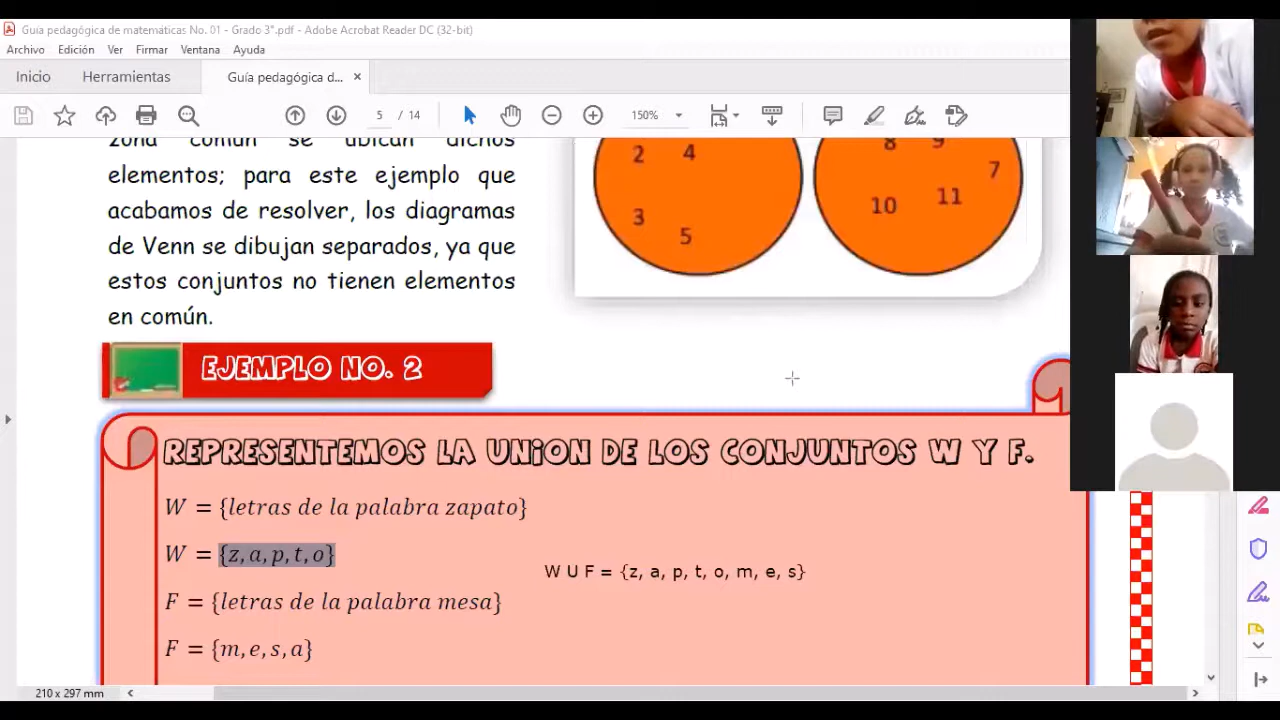 Guía pedagógica de matemáticas No. 01 - Grado 3°.pdf - Adobe Acrobat Reader DC (32-bit)
Archivo Edición Ver Firmar Ventana Ayuda
Inicio Herramientas Guía pedagógica d... ×
5 / 14 150%
zona común se ubican dichos
elementos; para este ejemplo que
acabamos de resolver, los diagramas
de Venn se dibujan separados, ya que
estos conjuntos no tienen elementos
en común.
2 4
3
5
8 9
7
10 11
EJEMPLO NO. 2
REPRESENTEMOS LA UNIÓN DE LOS CONJUNTOS W Y F.
W = {letras de la palabra zapato}
W = {z, a, p, t, o}
W U F = {z, a, p, t, o, m, e, s}
F = {letras de la palabra mesa}
F = {m, e, s, a}
210 x 297 mm